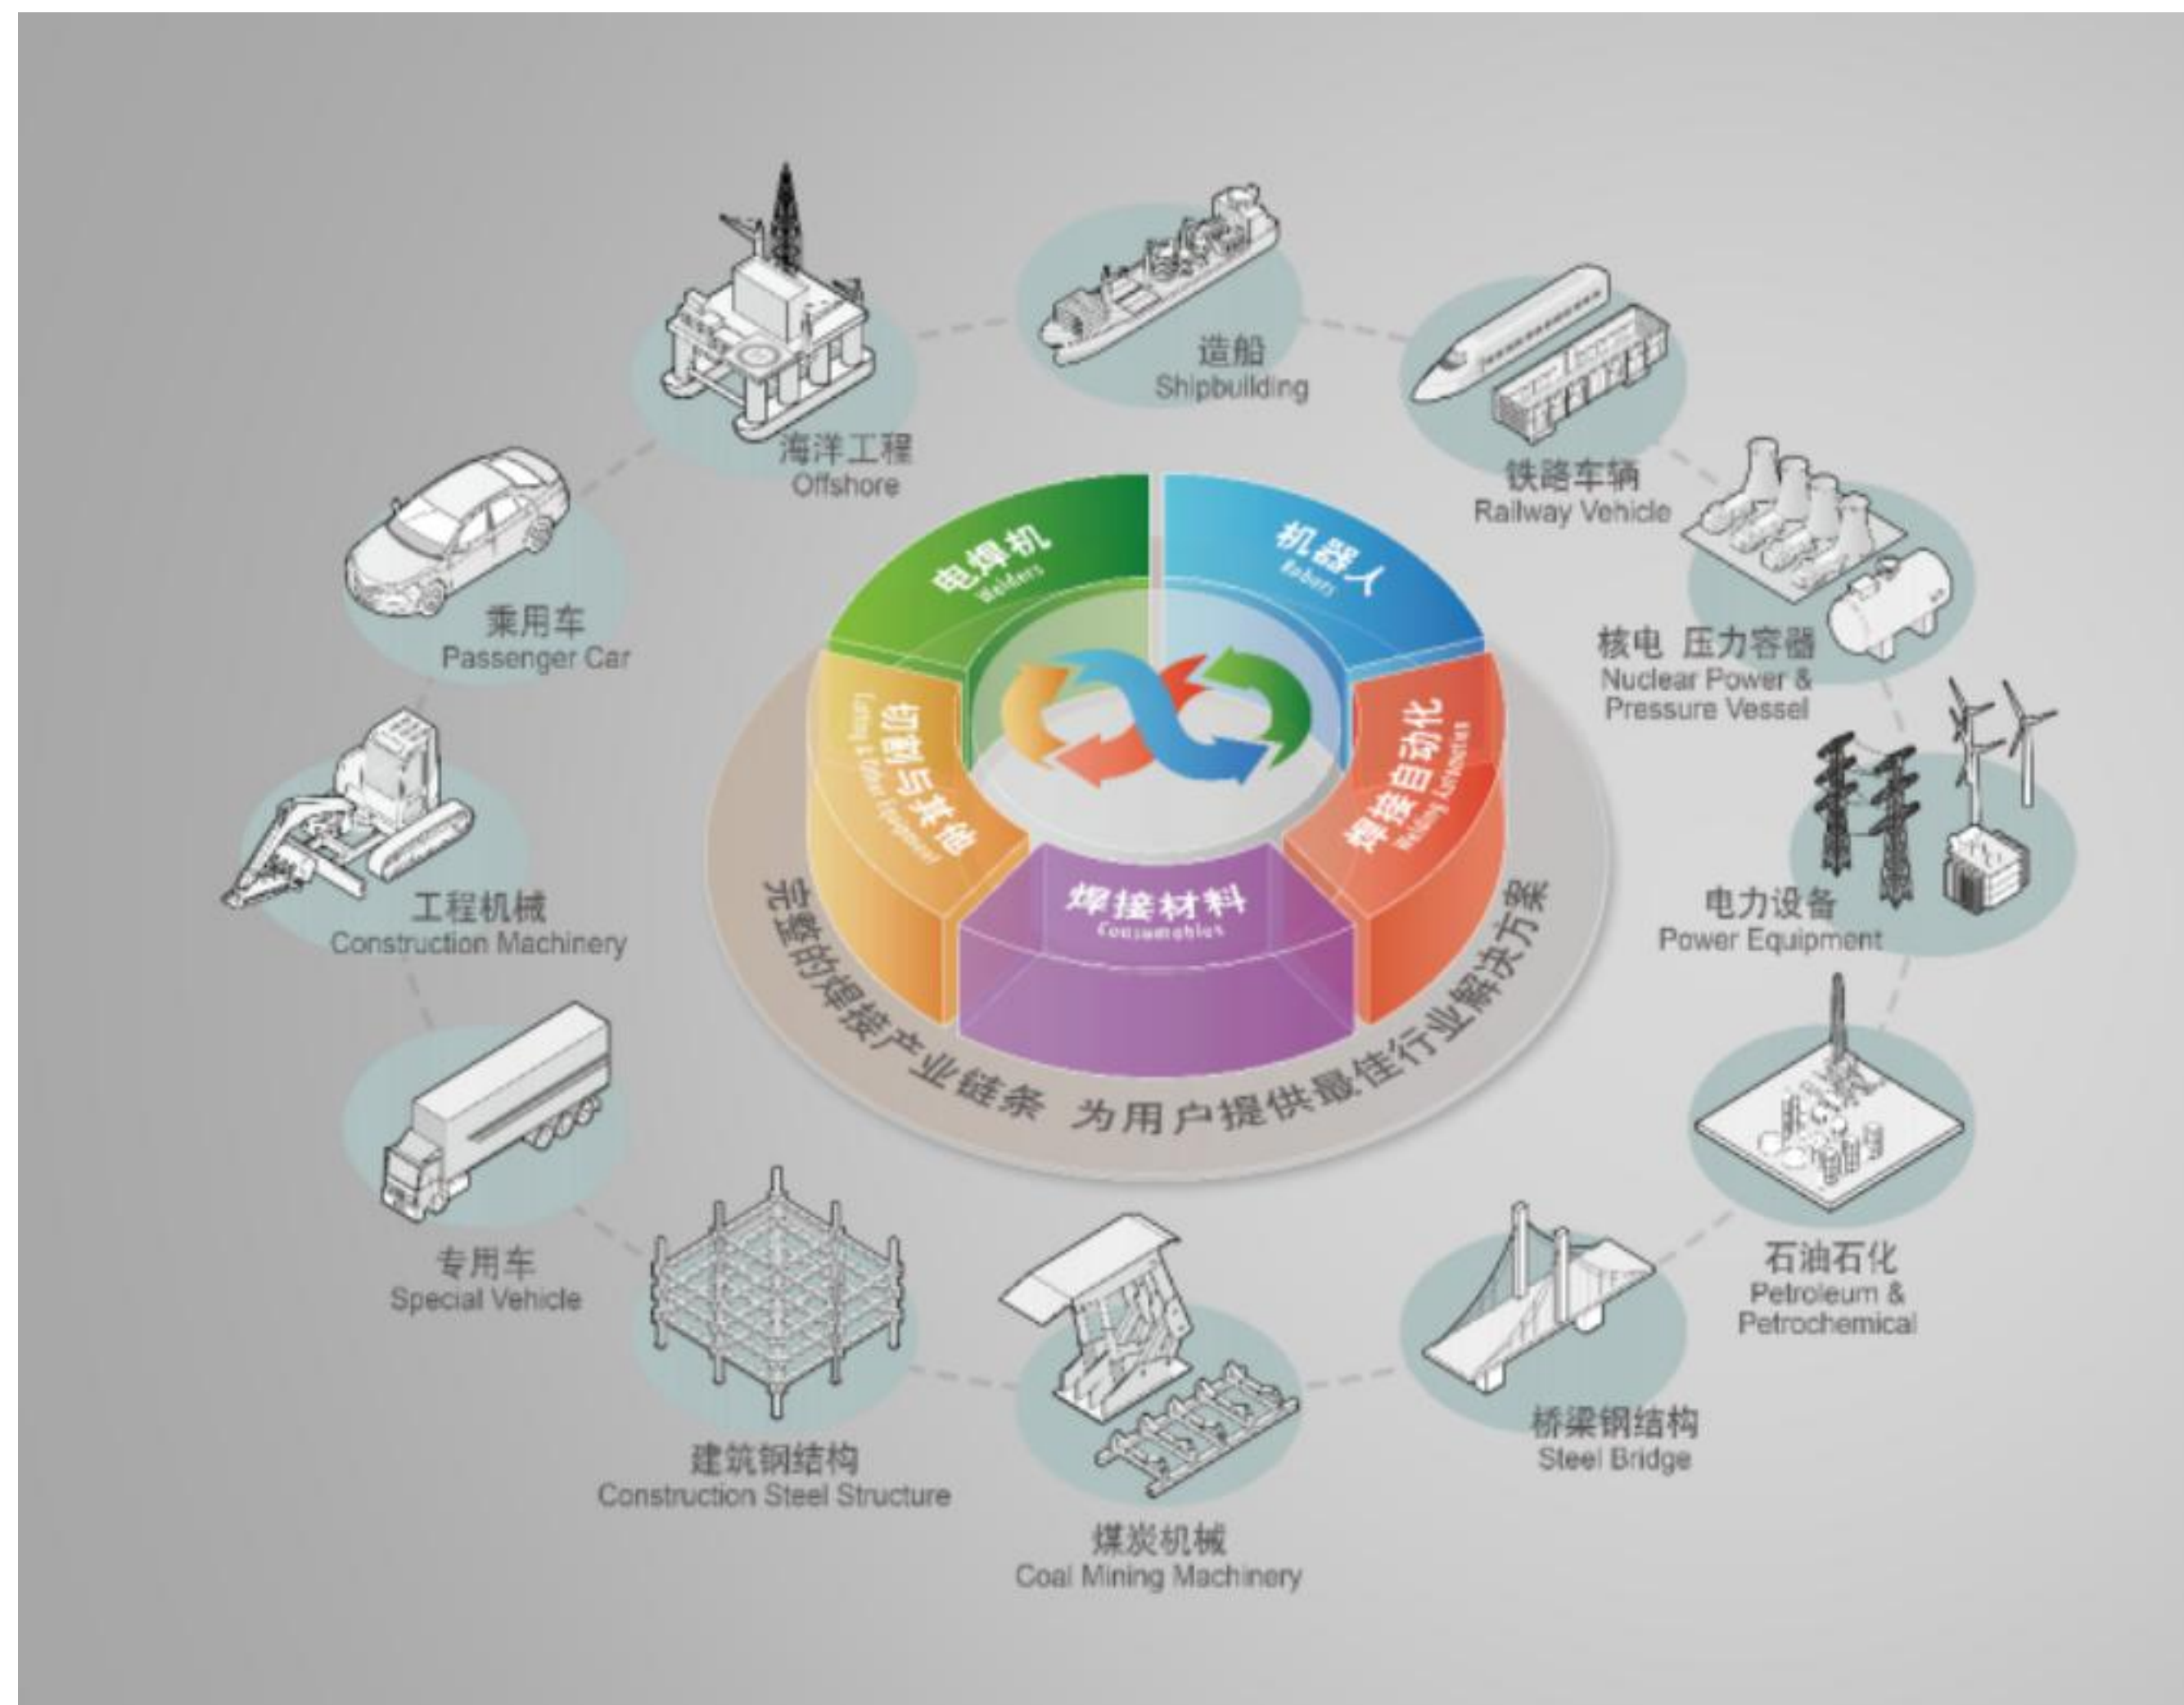 造船
Shipbuilding
海洋工程
Offshore
铁路车辆
Railway Vehicle
乘用车
Passenger Car
核电 压力容器
Nuclear Power &
Pressure Vessel
电焊机
Welders
机器人
Robots
切割与其他
Cutting & Other Equipment
焊接自动化
Welding Automation
焊接材料
Consumables
完整的焊接产业链条 为用户提供最佳行业解决方案
工程机械
Construction Machinery
电力设备
Power Equipment
专用车
Special Vehicle
石油石化
Petroleum &
Petrochemical
建筑钢结构
Construction Steel Structure
桥梁钢结构
Steel Bridge
煤炭机械
Coal Mining Machinery